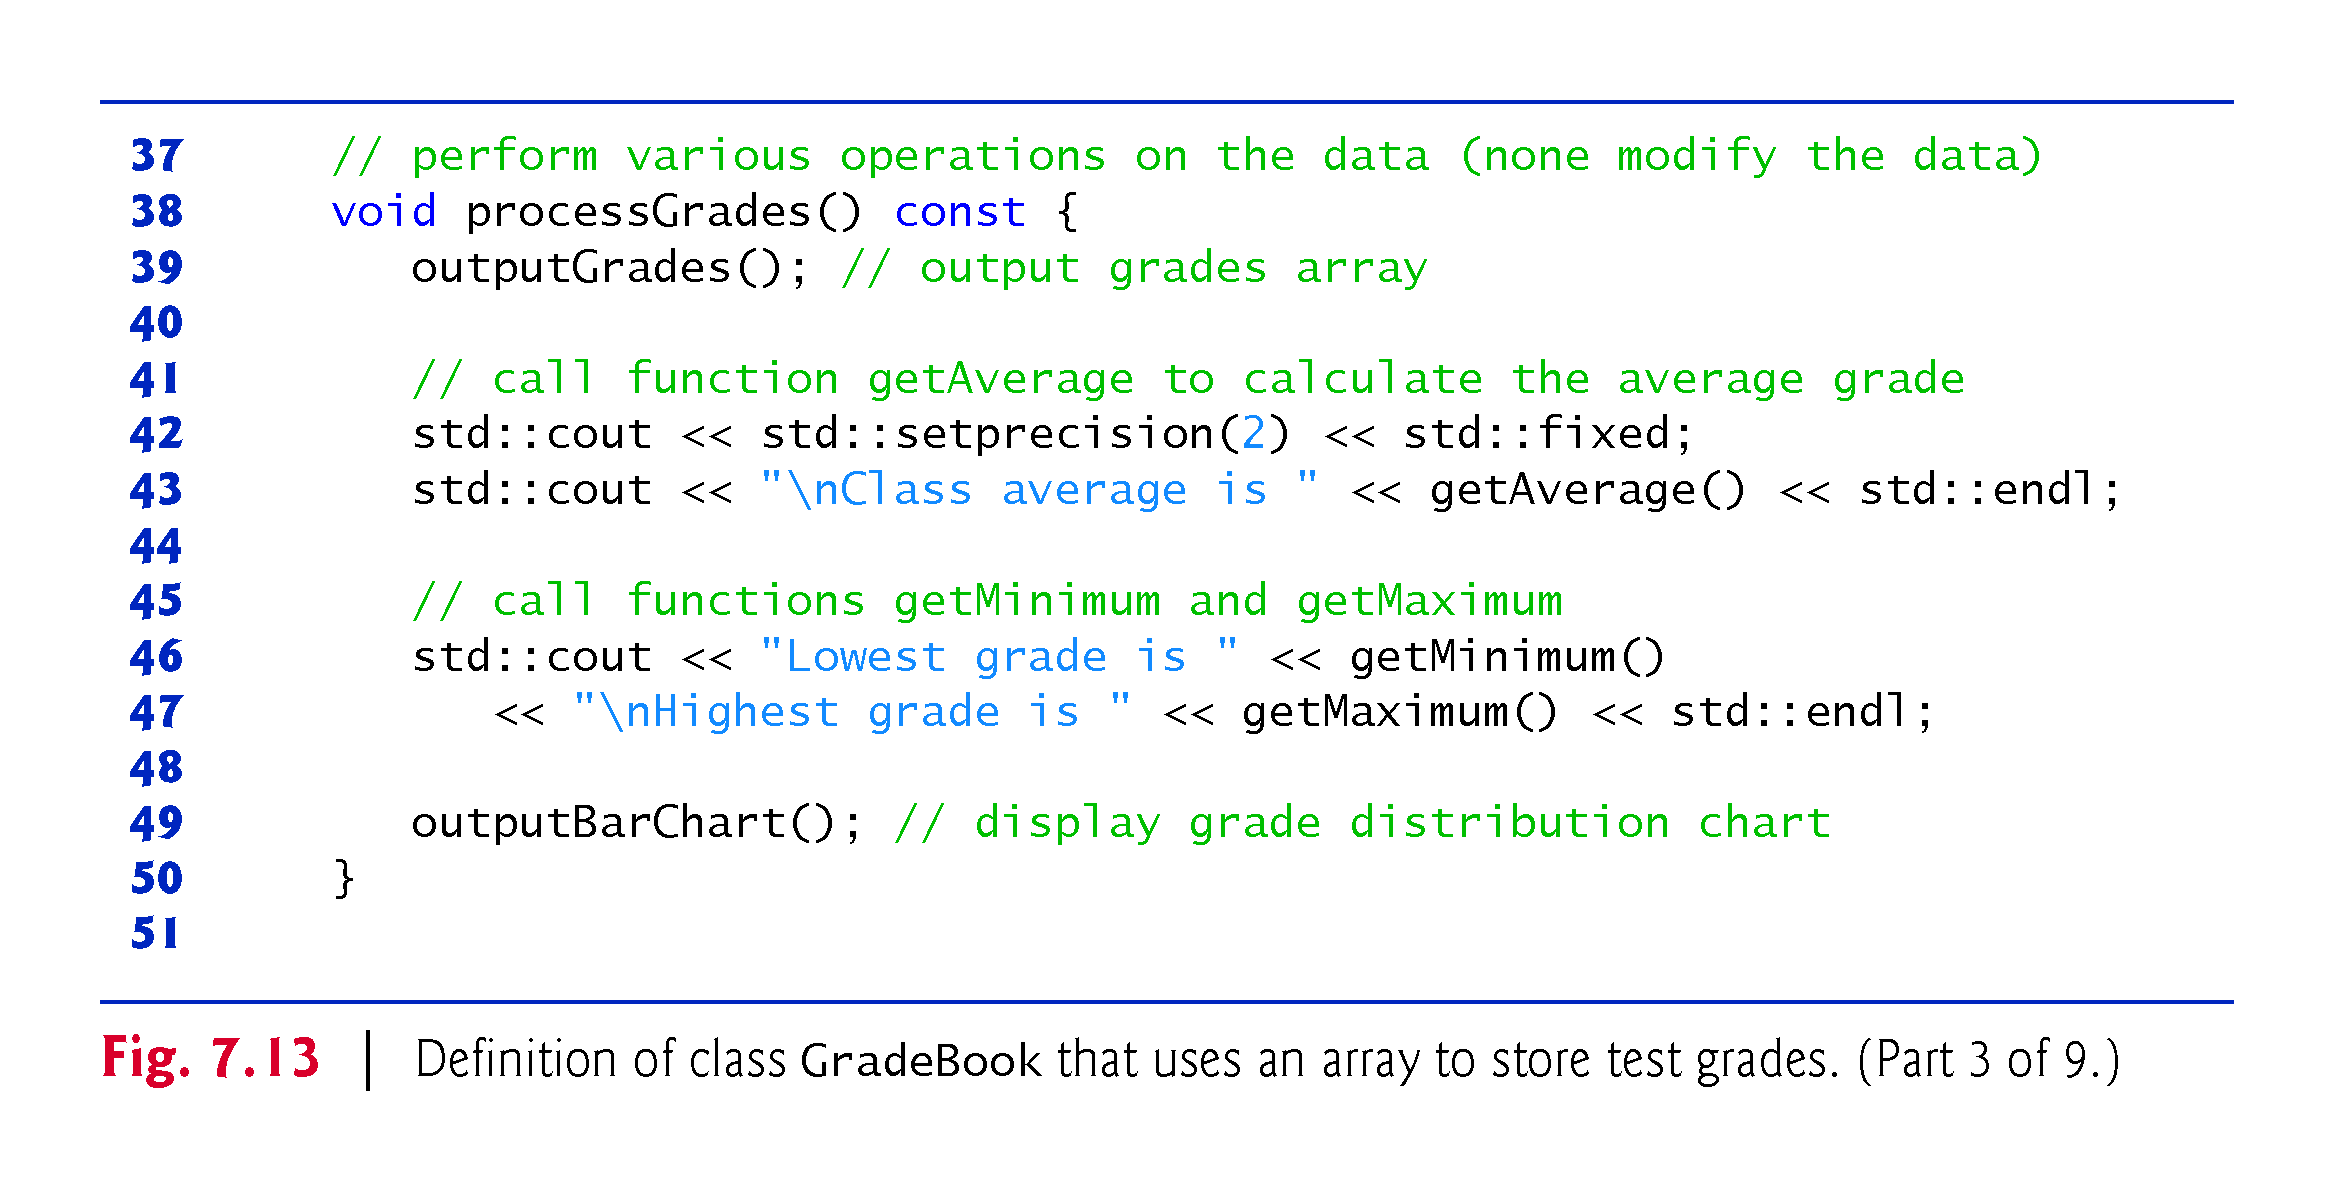 37 // perform various operations on the data (none modify the data)
38 void processGrades() const {
39 outputGrades(); // output grades array
40
41 // call function getAverage to calculate the average grade
42 std::cout << std::setprecision(2) << std::fixed;
43 std::cout << "\nClass average is " << getAverage() << std::endl;
44
45 // call functions getMinimum and getMaximum
46 std::cout << "Lowest grade is " << getMinimum()
47 << "\nHighest grade is " << getMaximum() << std::endl;
48
49 outputBarChart(); // display grade distribution chart
50 }
51
Fig. 7.13 | Definition of class GradeBook that uses an array to store test grades. (Part 3 of 9.)